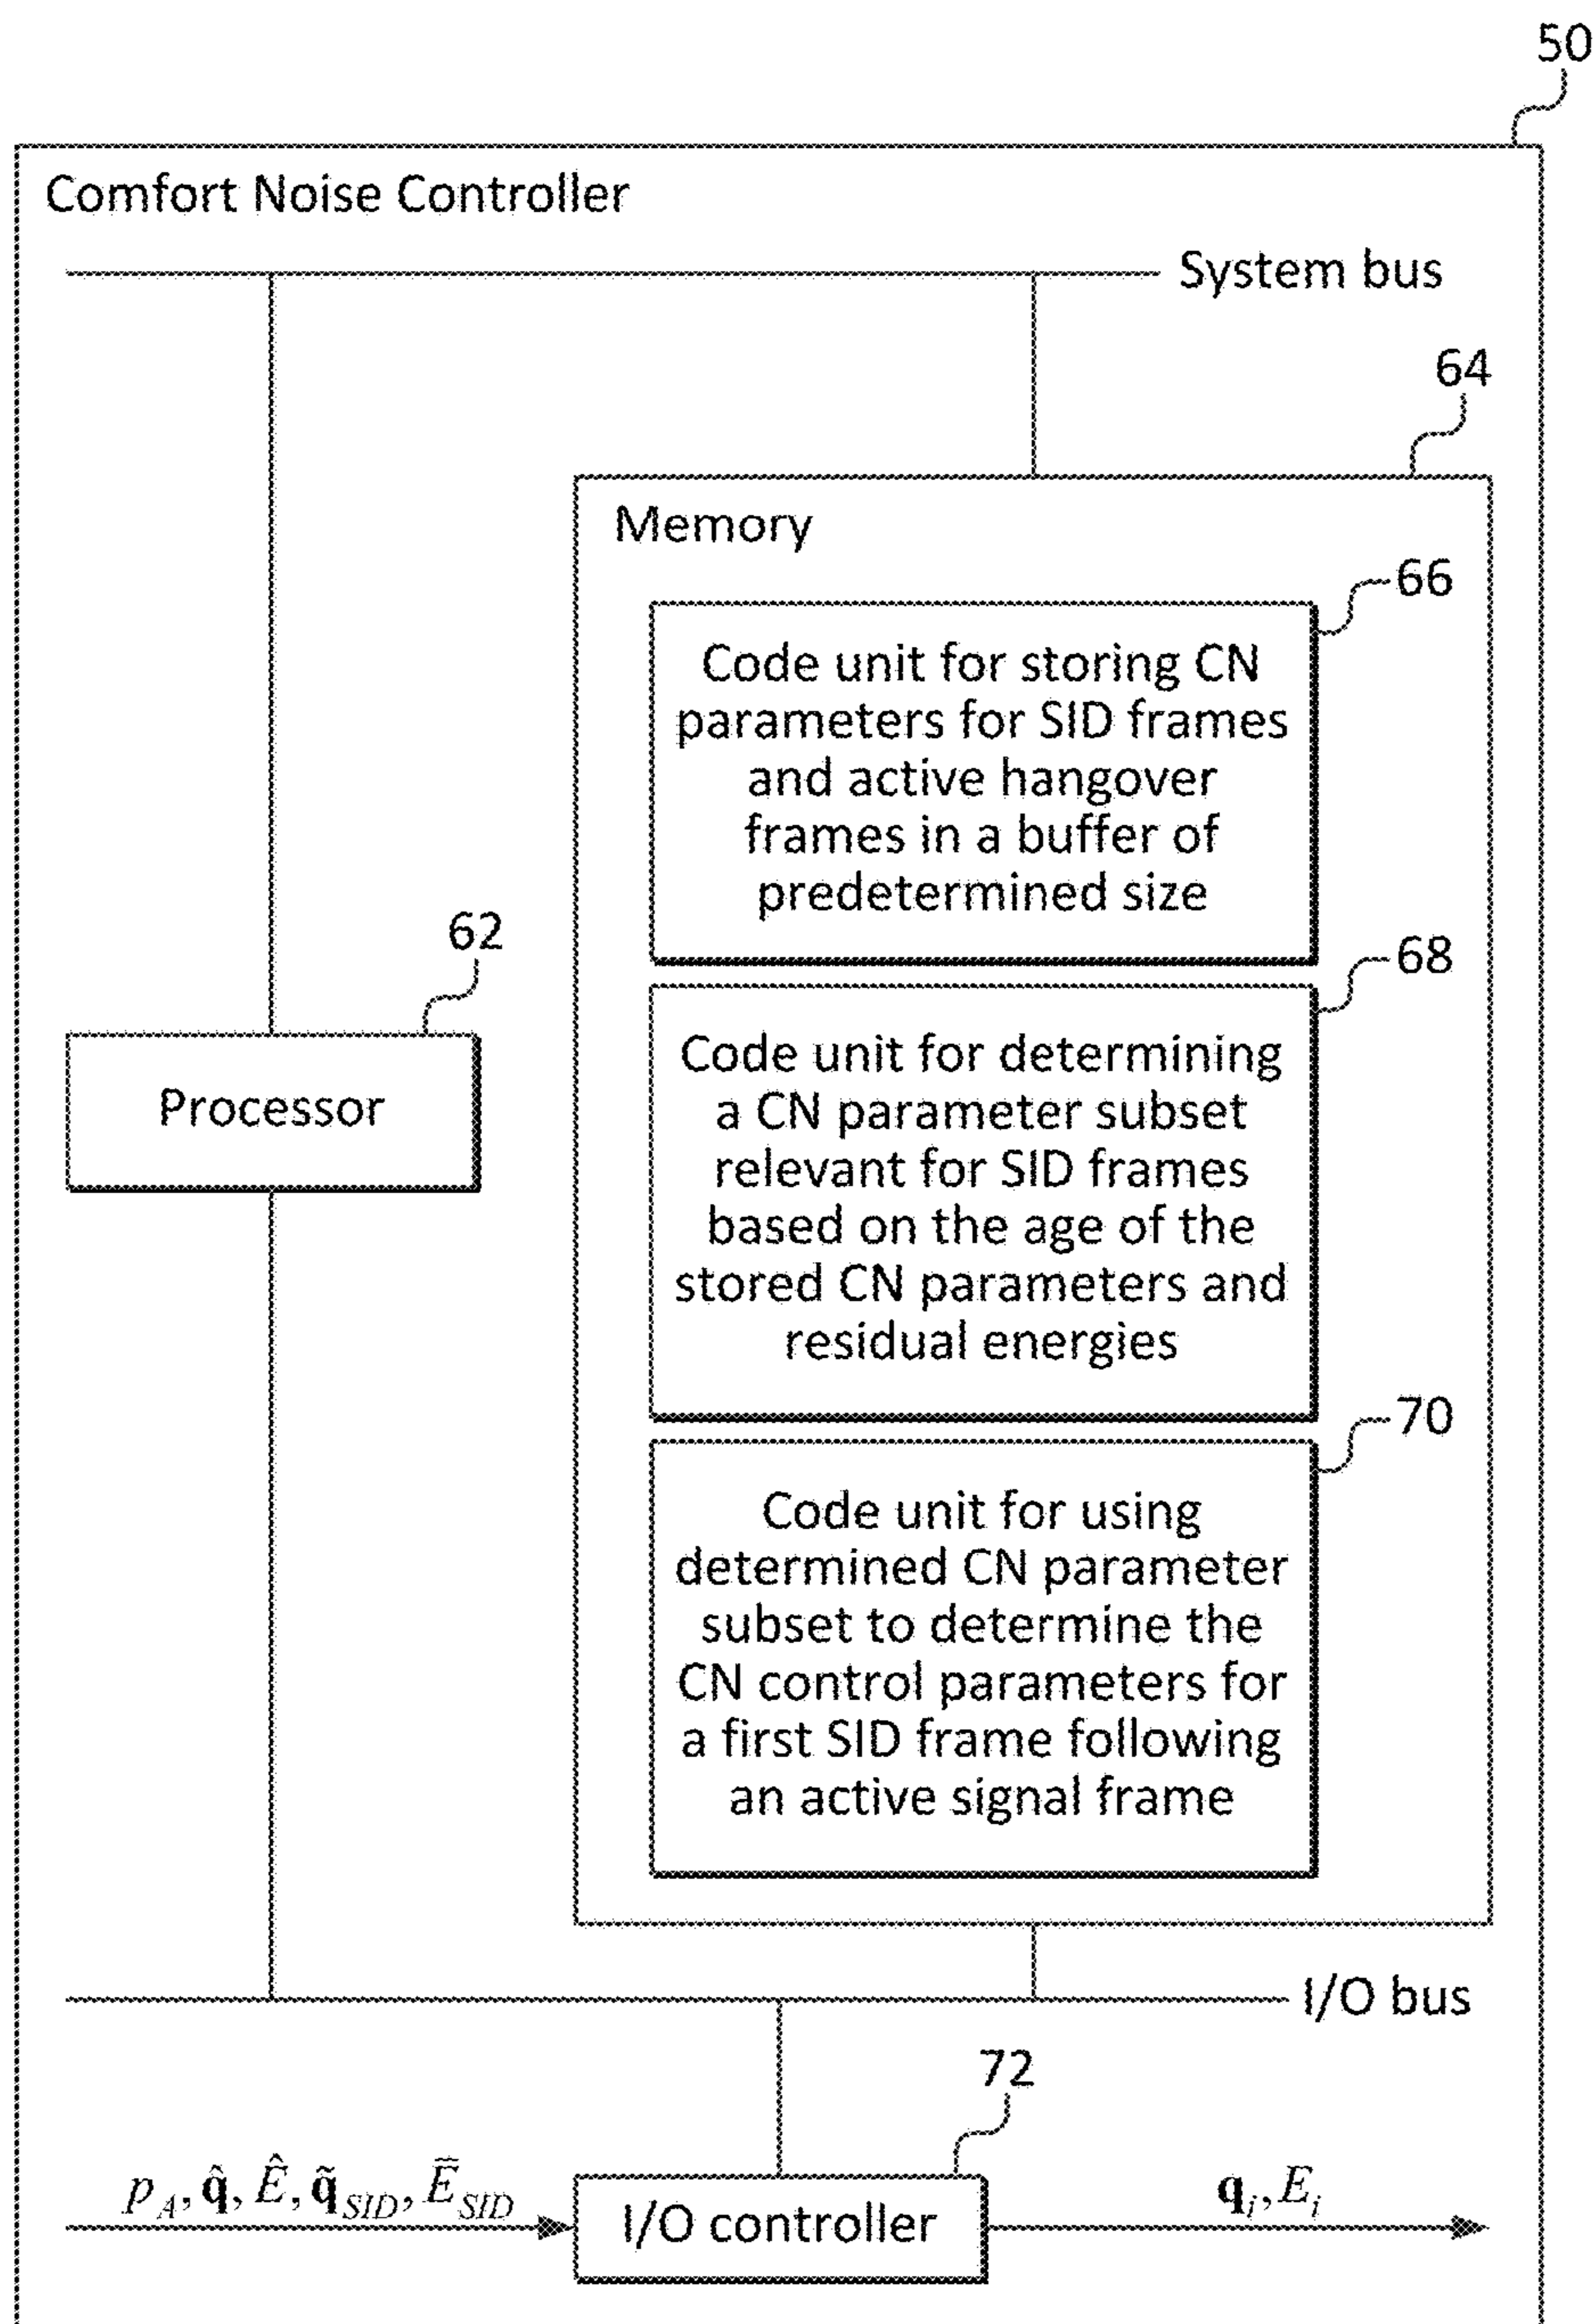 50
Comfort Noise Controller
System bus
64
Memory
66
Code unit for storing CN
parameters for SID frames
and active hangover
frames in a buffer of
predetermined size
62
68
Processor
Code unit for determining
a CN parameter subset
relevant for SID frames
based on the age of the
stored CN parameters and
residual energies
70
Code unit for using
determined CN parameter
subset to determine the
CN control parameters for
a first SID frame following
an active signal frame
I/O bus
72
p_A, q̂, Ê, q̃_SID, Ẽ_SID
I/O controller
q_i, E_i